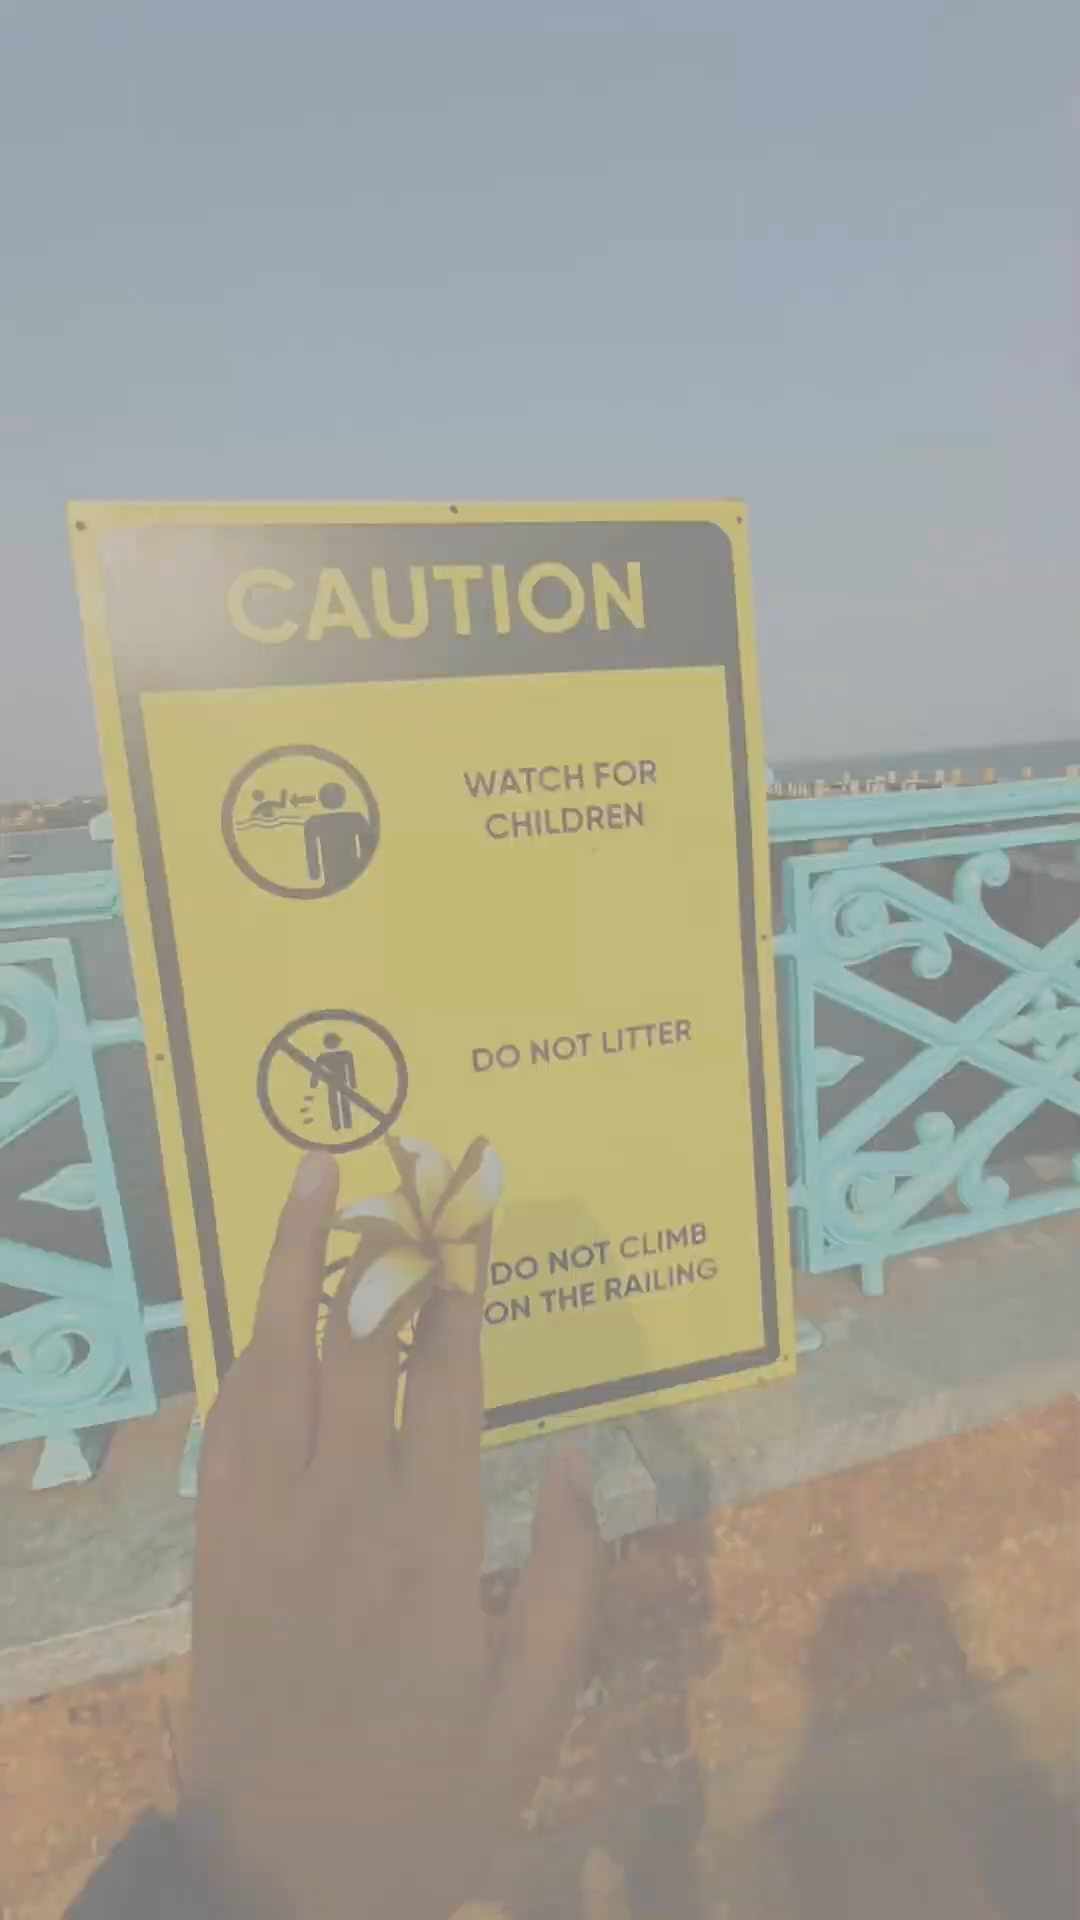 CAUTION
WATCH FOR
CHILDREN
DO NOT LITTER
DO NOT CLIMB
ON THE RAILING